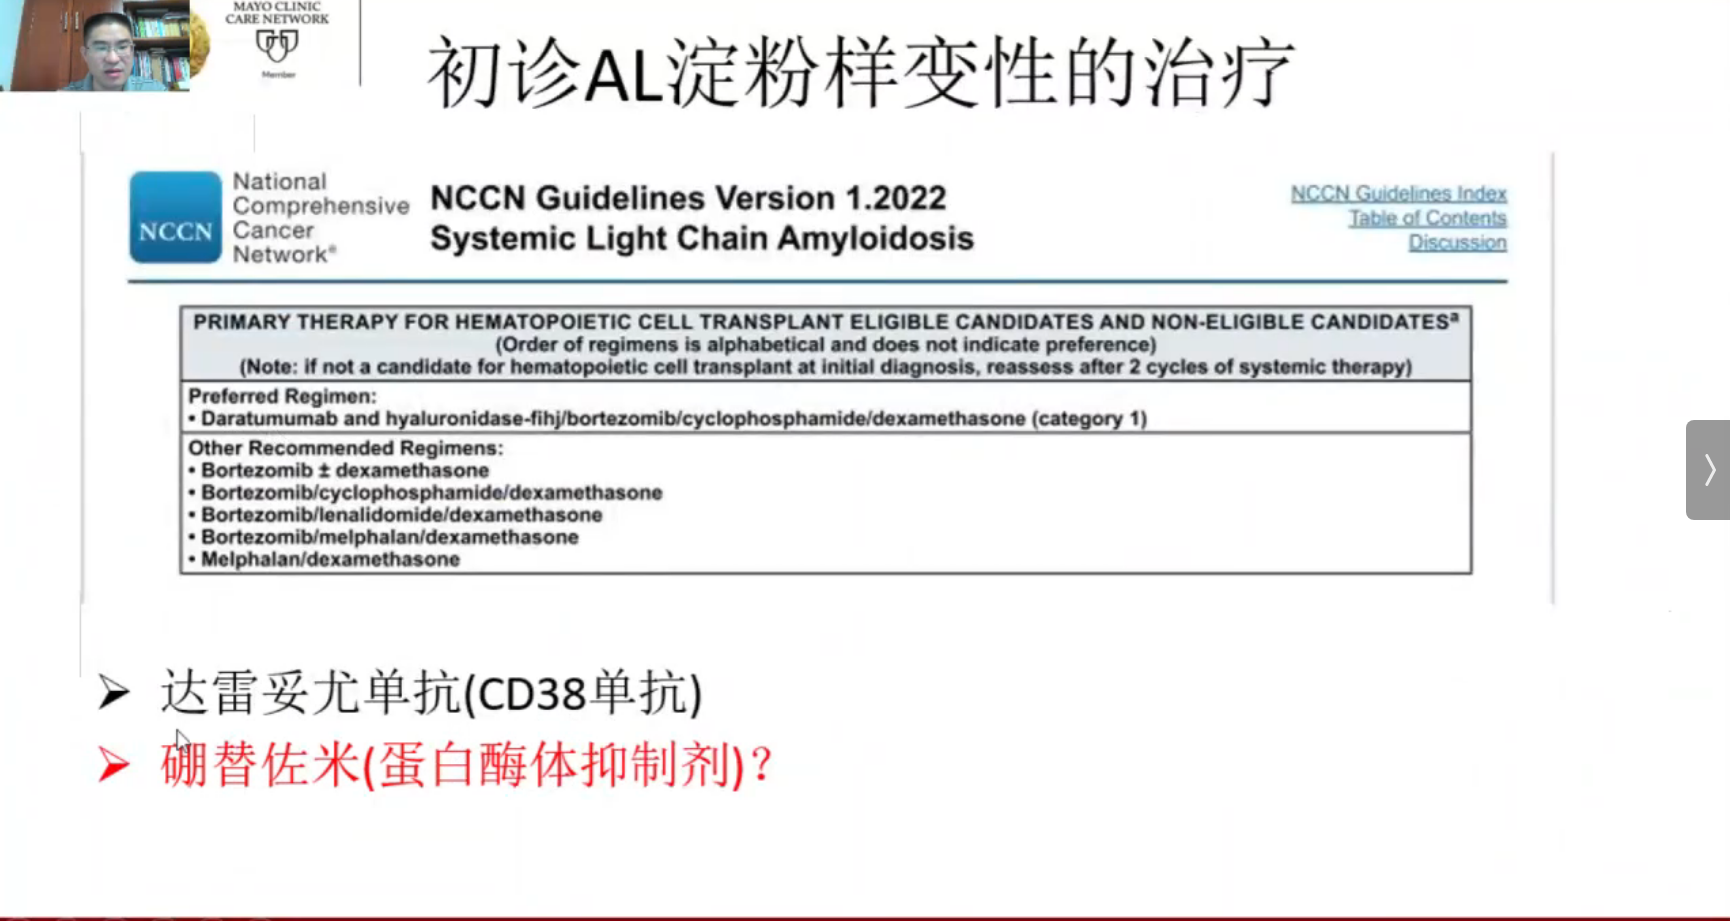 MAYO CLINIC
CARE NETWORK
Member
初诊AL淀粉样变性的治疗
NCCN
National
Comprehensive
Cancer
Network®
NCCN Guidelines Version 1.2022
Systemic Light Chain Amyloidosis
NCCN Guidelines Index
Table of Contents
Discussion
PRIMARY THERAPY FOR HEMATOPOIETIC CELL TRANSPLANT ELIGIBLE CANDIDATES AND NON-ELIGIBLE CANDIDATESª
(Order of regimens is alphabetical and does not indicate preference)
(Note: if not a candidate for hematopoietic cell transplant at initial diagnosis, reassess after 2 cycles of systemic therapy)
Preferred Regimen:
• Daratumumab and hyaluronidase-fihj/bortezomib/cyclophosphamide/dexamethasone (category 1)
Other Recommended Regimens:
• Bortezomib ± dexamethasone
• Bortezomib/cyclophosphamide/dexamethasone
• Bortezomib/lenalidomide/dexamethasone
• Bortezomib/melphalan/dexamethasone
• Melphalan/dexamethasone
➢ 达雷妥尤单抗(CD38单抗)
➢ 硼替佐米(蛋白酶体抑制剂)？